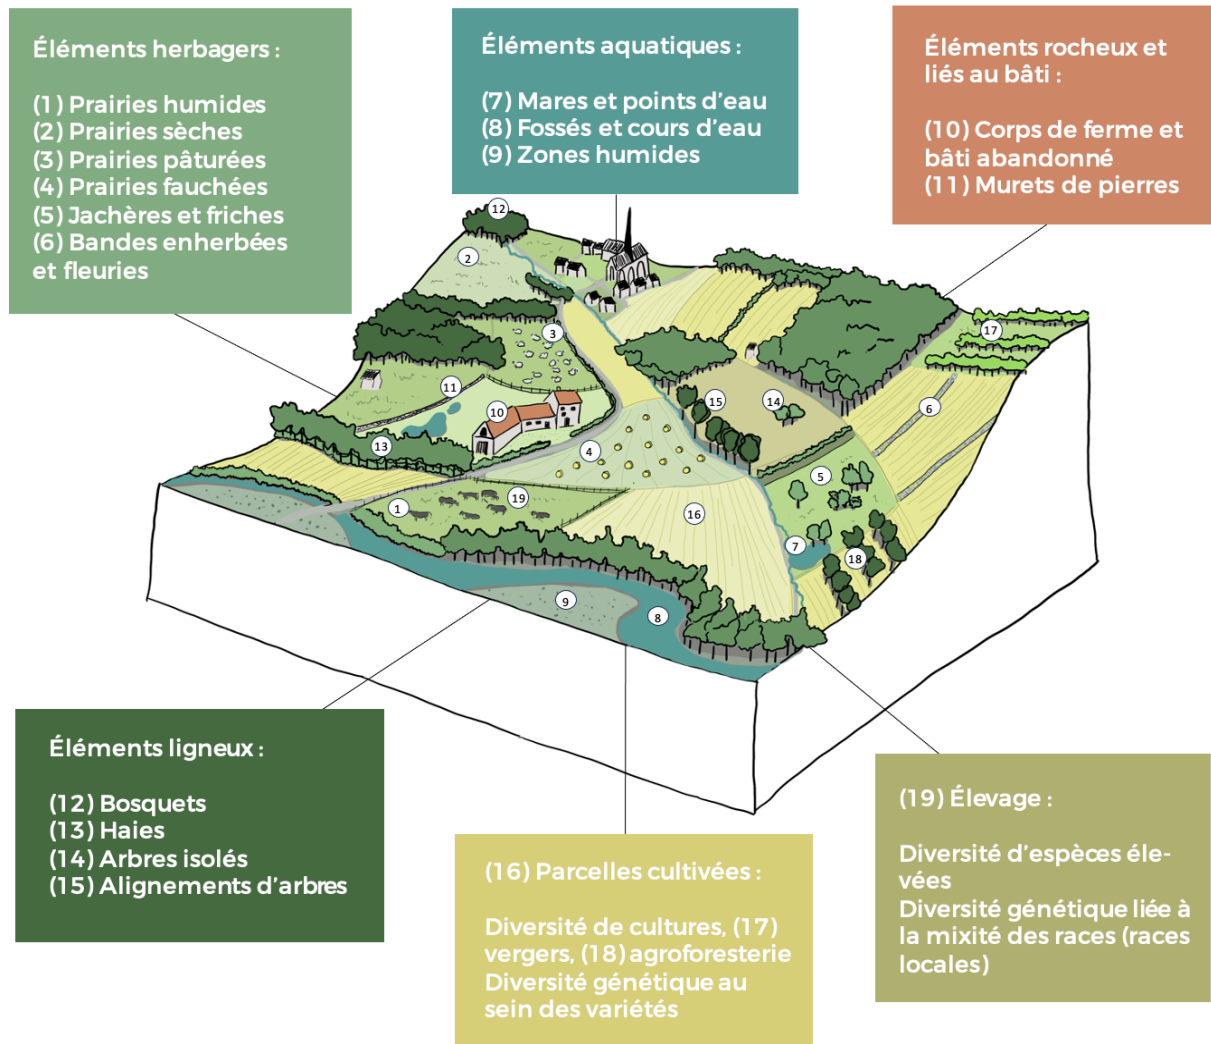 Éléments herbagers :
(1) Prairies humides
(2) Prairies sèches
(3) Prairies pâturées
(4) Prairies fauchées
(5) Jachères et friches
(6) Bandes enherbées
et fleuries
Éléments aquatiques :
(7) Mares et points d'eau
(8) Fossés et cours d'eau
(9) Zones humides
Éléments rocheux et
liés au bâti :
(10) Corps de ferme et
bâti abandonné
(11) Murets de pierres
12
2
3
17
11
15
14
6
10
13
4
5
19
1
16
7
18
9
8
Éléments ligneux :
(12) Bosquets
(13) Haies
(14) Arbres isolés
(15) Alignements d'arbres
(16) Parcelles cultivées :
Diversité de cultures, (17)
vergers, (18) agroforesterie
Diversité génétique au
sein des variétés
(19) Élevage :
Diversité d'espèces éle-
vées
Diversité génétique liée à
la mixité des races (races
locales)